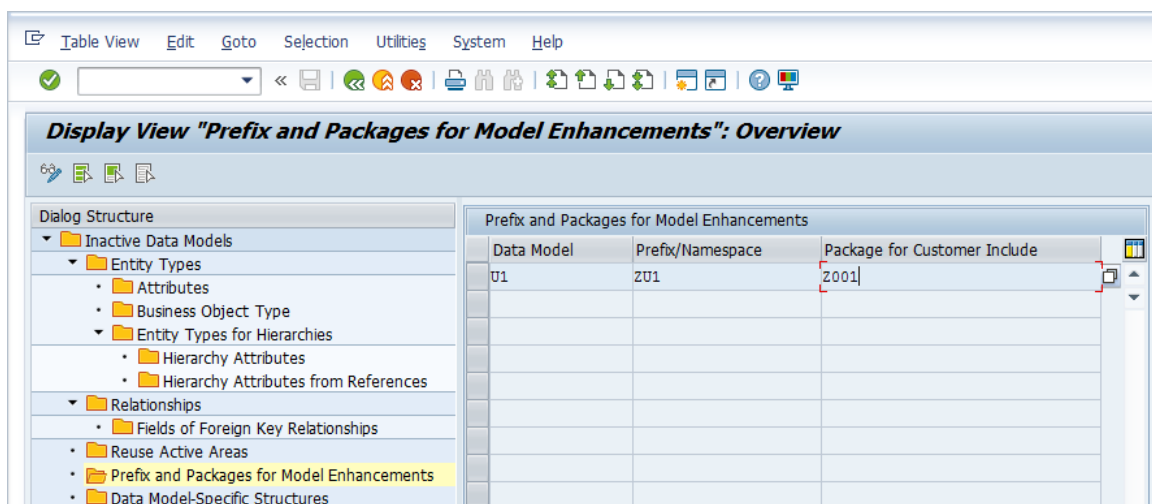 Table View Edit Goto Selection Utilities System Help
Display View "Prefix and Packages for Model Enhancements": Overview
Dialog Structure
Inactive Data Models
Entity Types
Attributes
Business Object Type
Entity Types for Hierarchies
Hierarchy Attributes
Hierarchy Attributes from References
Relationships
Fields of Foreign Key Relationships
Reuse Active Areas
Prefix and Packages for Model Enhancements
Data Model-Specific Structures
Prefix and Packages for Model Enhancements
Data Model Prefix/Namespace Package for Customer Include
U1 ZU1 Z001